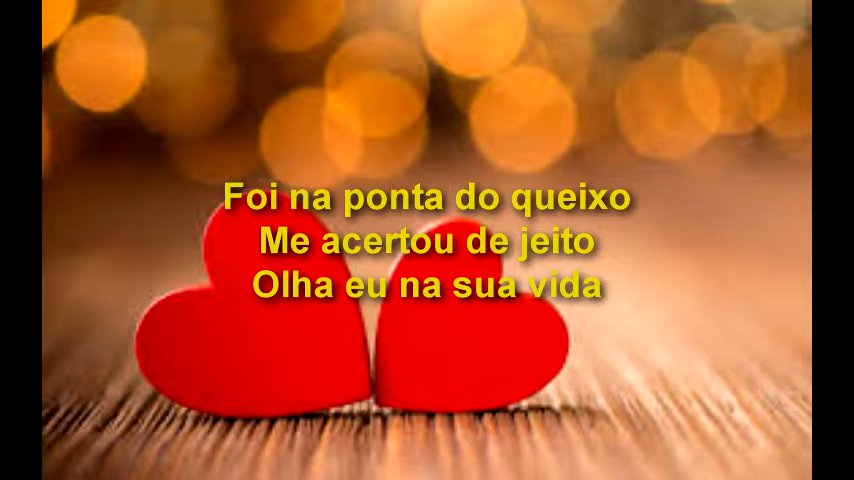 Foi na ponta do queixo
Me acertou de jeito
Olha eu na sua vida